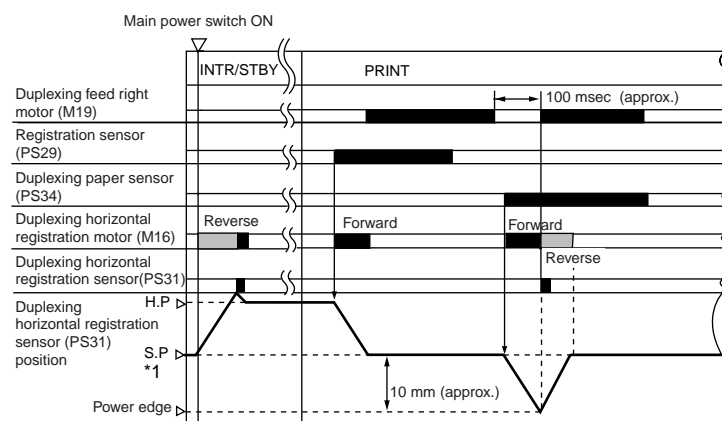 Main power switch ON
INTR/STBY
PRINT
Duplexing feed right
motor (M19)
100 msec (approx.)
Registration sensor
(PS29)
Duplexing paper sensor
(PS34)
Duplexing horizontal
registration motor (M16)
Reverse
Forward
Forward
Reverse
Duplexing horizontal
registration sensor(PS31)
Duplexing
horizontal registration
sensor (PS31)
position
H.P
S.P
*1
10 mm (approx.)
Power edge